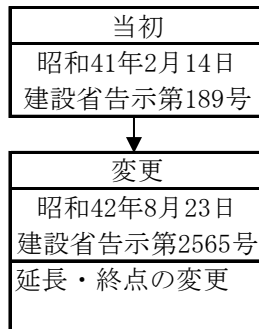 当初
昭和41年2月14日
建設省告示第189号
変更
昭和42年8月23日
建設省告示第2565号
延長・終点の変更